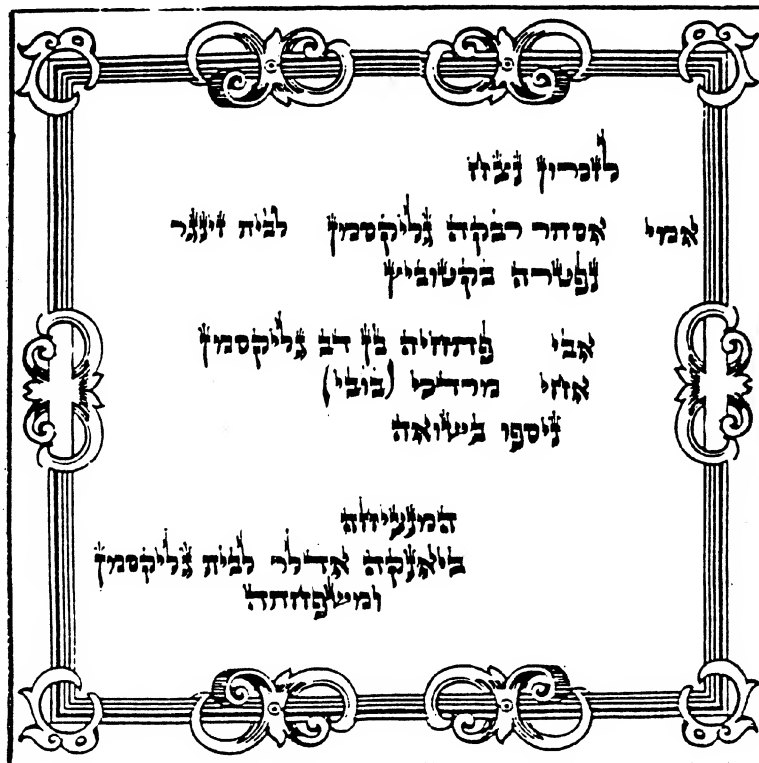 לזכרון נצח
אמי אסתר רבקה גליקסמן לבית זינגר
נפטרה בקטוביץ
אבי פתחיה בן דב גליקסמן
אחי מרדכי (בובי)
ניספו בשואה
המנציחה
ביאנקה אדלר לבית גליקסמן
ומשפחתה